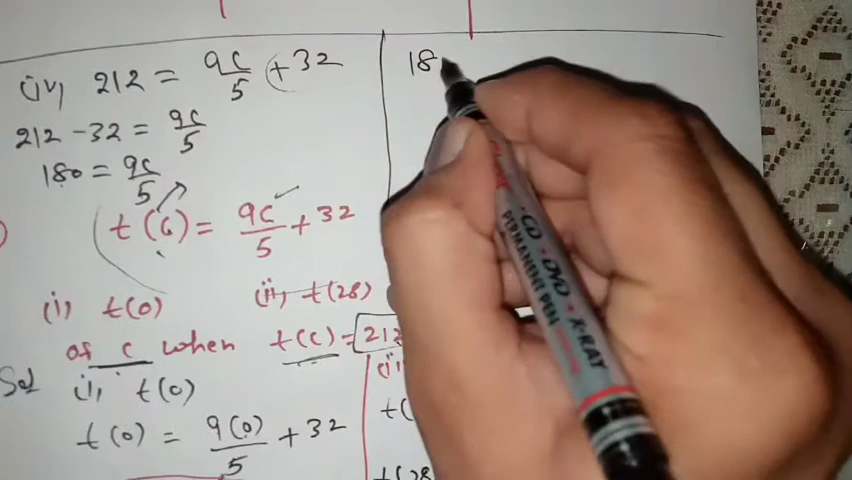 (iv) 212 = 9c/5 + 32
212 - 32 = 9c/5
180 = 9c/5
18
t(c) = 9c/5 + 32
(i) t(0) (ii) t(28)
of c when t(c) = 212
Sol (i) t(0)
t(0) = 9(0)/5 + 32
CD • DVD • X-RAY
PERMANENT PEN